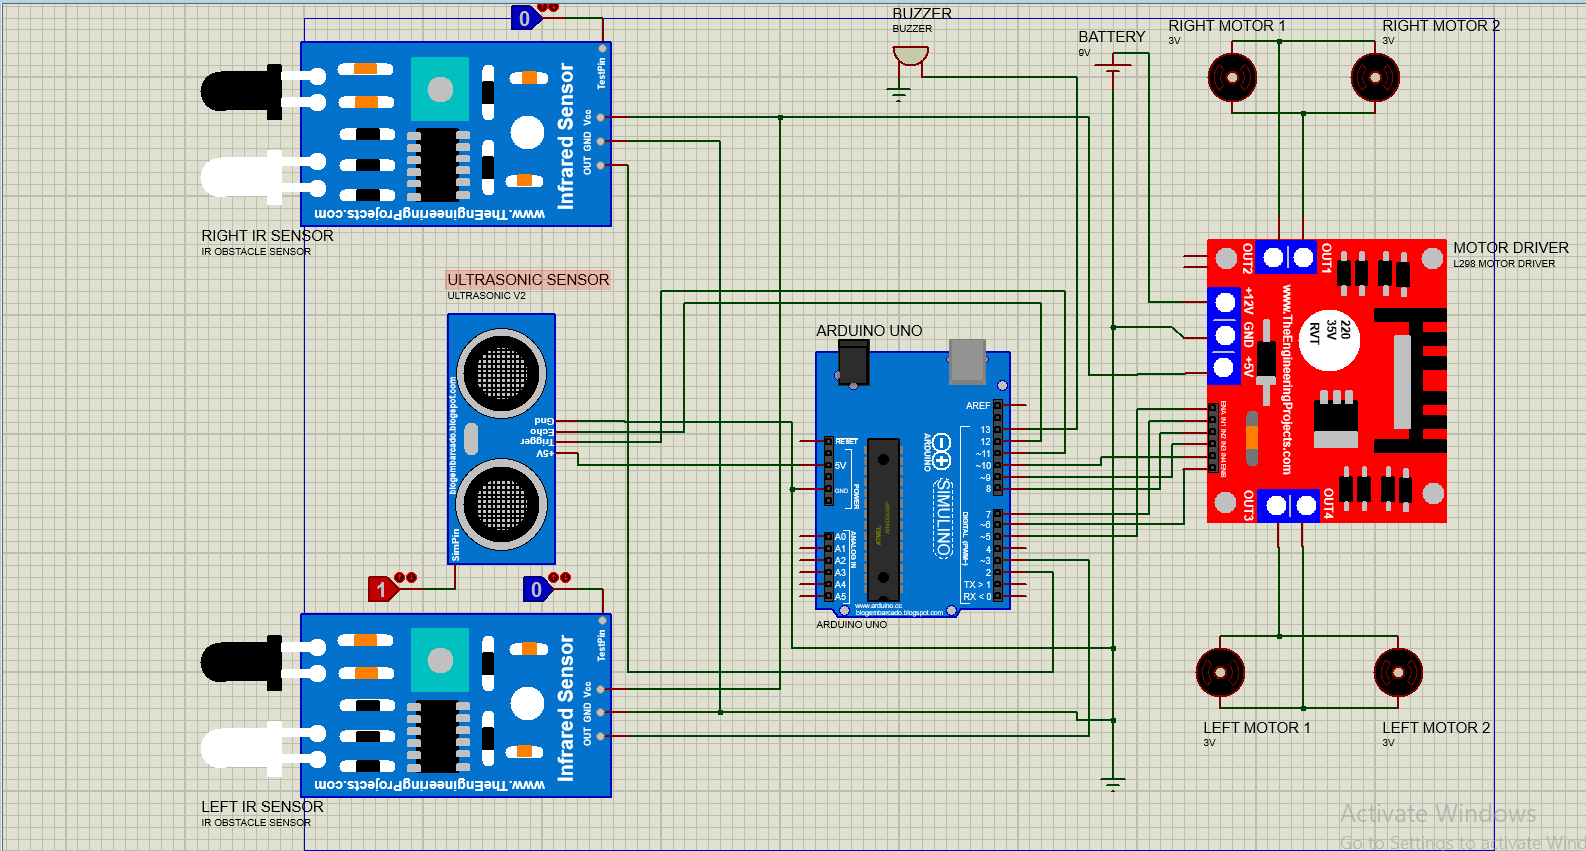 0
BUZZER
BUZZER
BATTERY
9V
RIGHT MOTOR 1
3V
RIGHT MOTOR 2
3V
TestPin
Vcc
GND
OUT
Infrared Sensor
www.TheEngineeringProjects.com
RIGHT IR SENSOR
IR OBSTACLE SENSOR
ULTRASONIC SENSOR
ULTRASONIC V2
Gnd
Echo
Trigger
+5V
blogembarcado.blogspot.com
SimPin
1
0
ARDUINO UNO
RESET
5V
GND
POWER
A0
A1
A2
A3
A4
A5
ANALOG IN
ATMEL
AREF
13
12
~11
~10
~9
8
7
~6
~5
4
~3
2
TX > 1
RX < 0
DIGITAL (PWM~)
ARDUINO
SIMULINO
www.arduino.cc
blogembarcado.blogspot.com
ARDUINO UNO
MOTOR DRIVER
L298 MOTOR DRIVER
OUT2
OUT1
+12V
GND
+5V
www.TheEngineeringProjects.com
220
35V
RVT
ENA
IN1
IN2
IN3
IN4
ENB
OUT3
OUT4
TestPin
Vcc
GND
OUT
Infrared Sensor
www.TheEngineeringProjects.com
LEFT IR SENSOR
IR OBSTACLE SENSOR
LEFT MOTOR 1
3V
LEFT MOTOR 2
3V
Activate Windows
Go to Settings to activate Wind